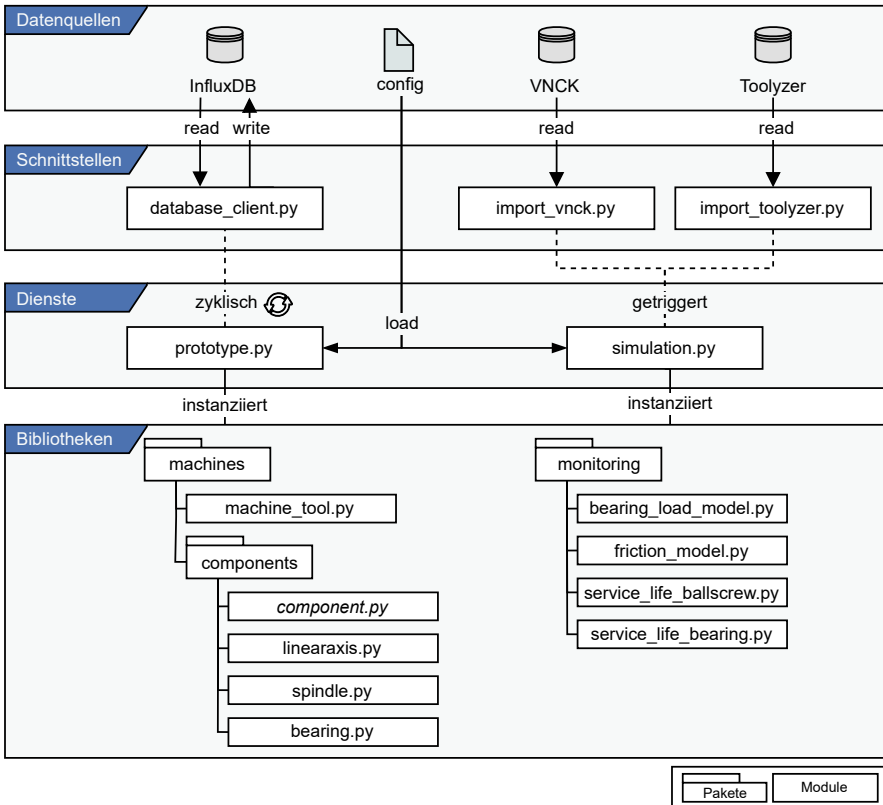 Datenquellen
InfluxDB
config
VNCK
Toolyzer
read
write
read
read
Schnittstellen
database_client.py
import_vnck.py
import_toolyzer.py
Dienste
zyklisch
getriggert
load
prototype.py
simulation.py
instanziiert
instanziiert
Bibliotheken
machines
machine_tool.py
components
component.py
linearaxis.py
spindle.py
bearing.py
monitoring
bearing_load_model.py
friction_model.py
service_life_ballscrew.py
service_life_bearing.py
Pakete
Module